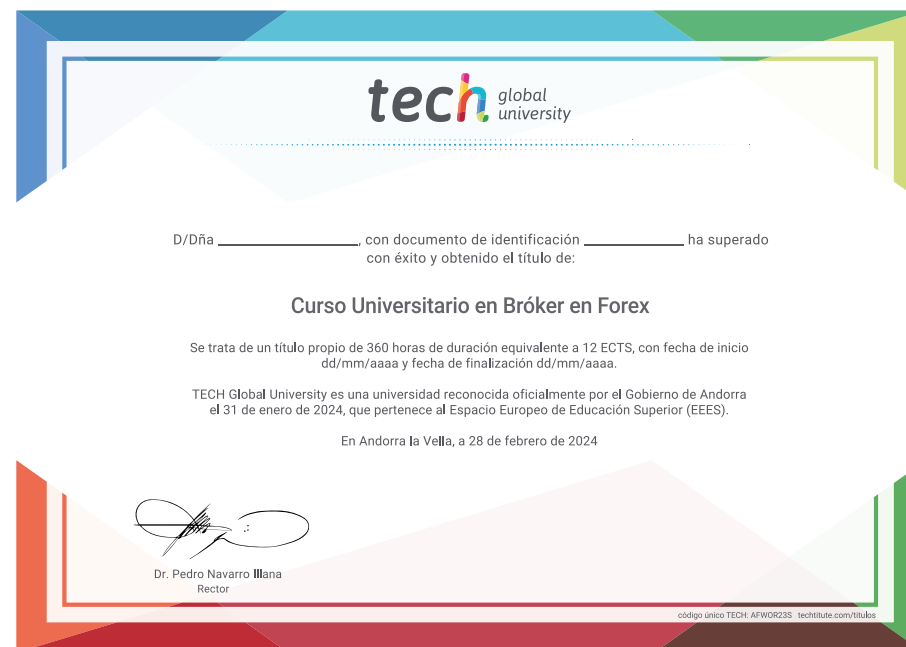 tech global university
D/Dña ____________________, con documento de identificación ______________ ha superado
con éxito y obtenido el título de:
Curso Universitario en Bróker en Forex
Se trata de un título propio de 360 horas de duración equivalente a 12 ECTS, con fecha de inicio
dd/mm/aaaa y fecha de finalización dd/mm/aaaa.
TECH Global University es una universidad reconocida oficialmente por el Gobierno de Andorra
el 31 de enero de 2024, que pertenece al Espacio Europeo de Educación Superior (EEES).
En Andorra la Vella, a 28 de febrero de 2024
Dr. Pedro Navarro Illana
Rector
código único TECH: AFWOR23S techtitute.com/titulos